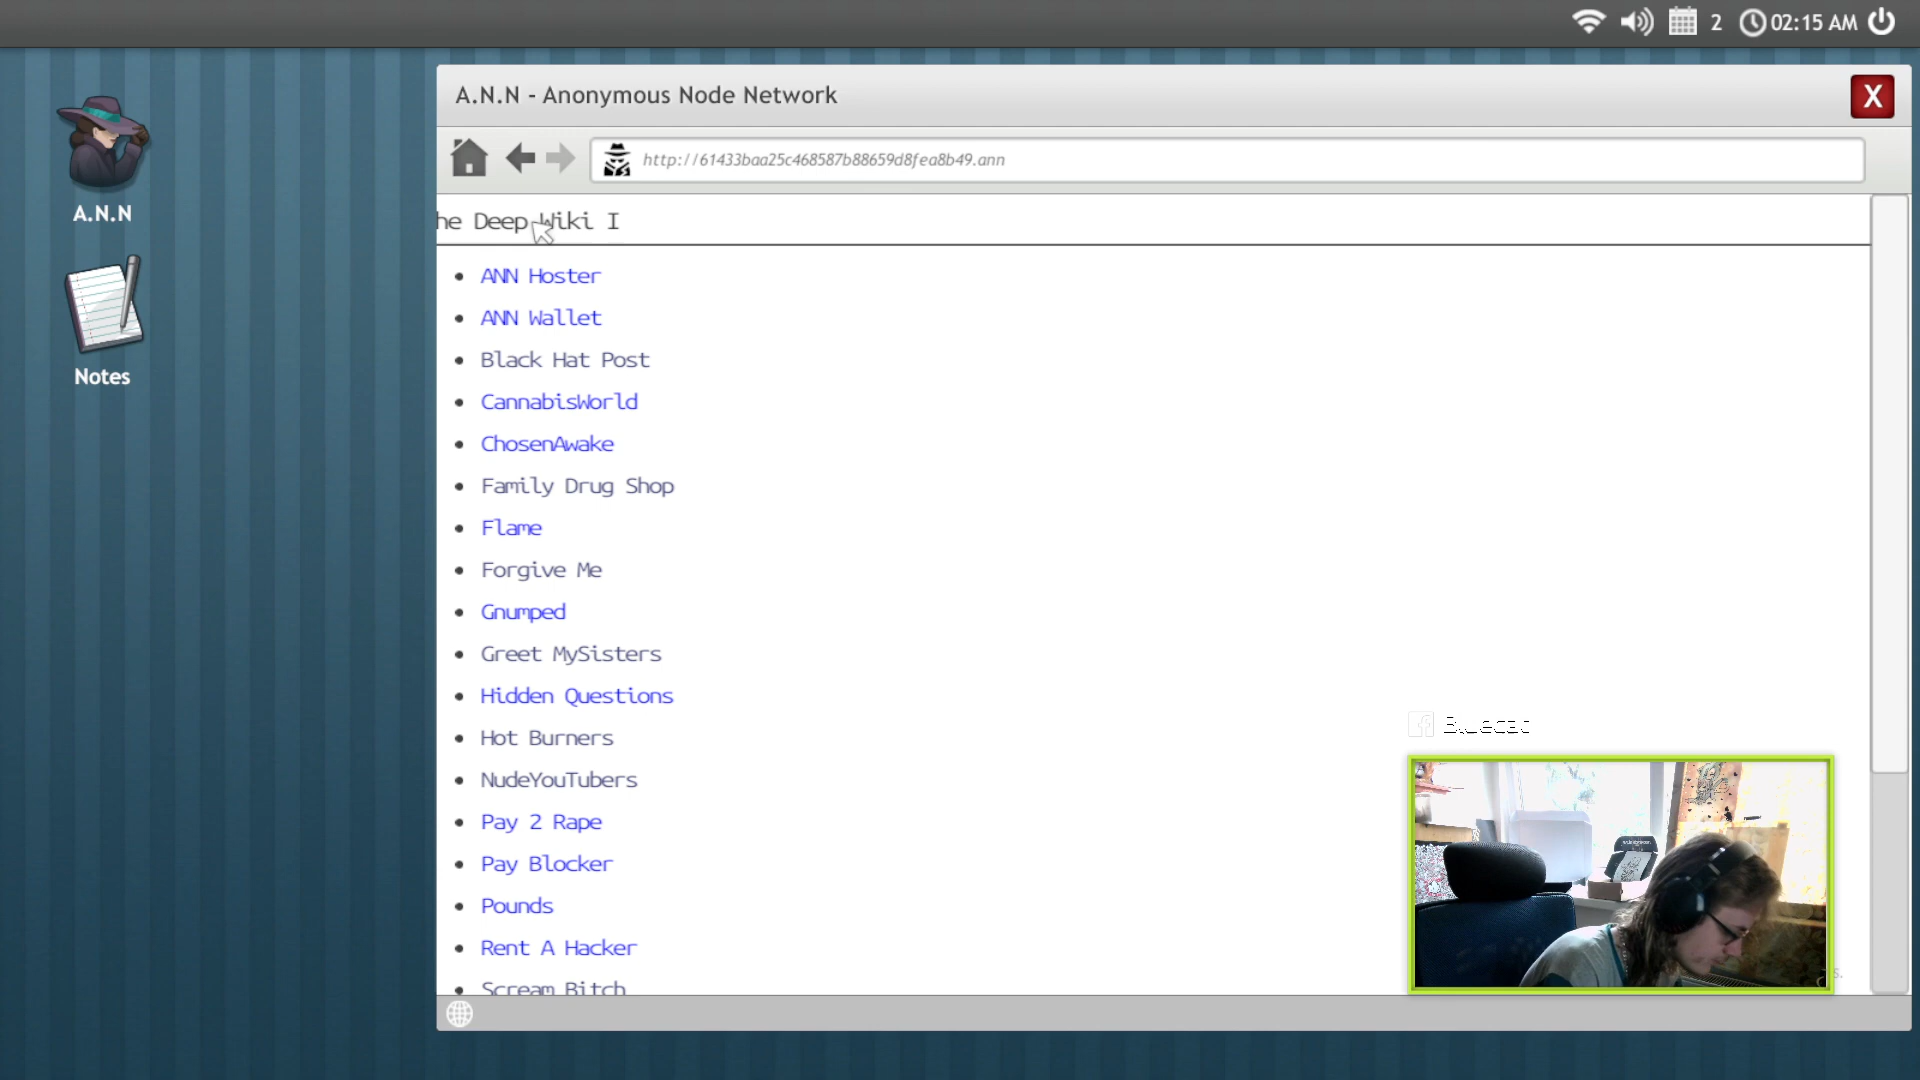 2 02:15 AM
A.N.N - Anonymous Node Network
X
http://61433baa25c468587b88659d8fea8b49.ann
A.N.N
Notes
he Deep Wiki I
ANN Hoster
ANN Wallet
Black Hat Post
CannabisWorld
ChosenAwake
Family Drug Shop
Flame
Forgive Me
Gnumped
Greet MySisters
Hidden Questions
Hot Burners
NudeYouTubers
Pay 2 Rape
Pay Blocker
Pounds
Rent A Hacker
Scream Bitch